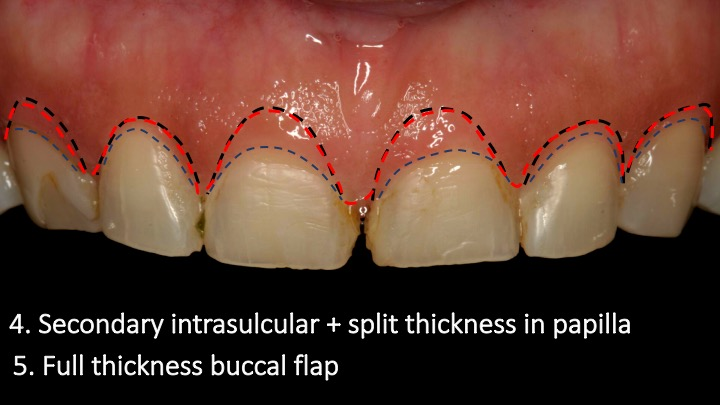 4. Secondary intrasulcular + split thickness in papilla
5. Full thickness buccal flap